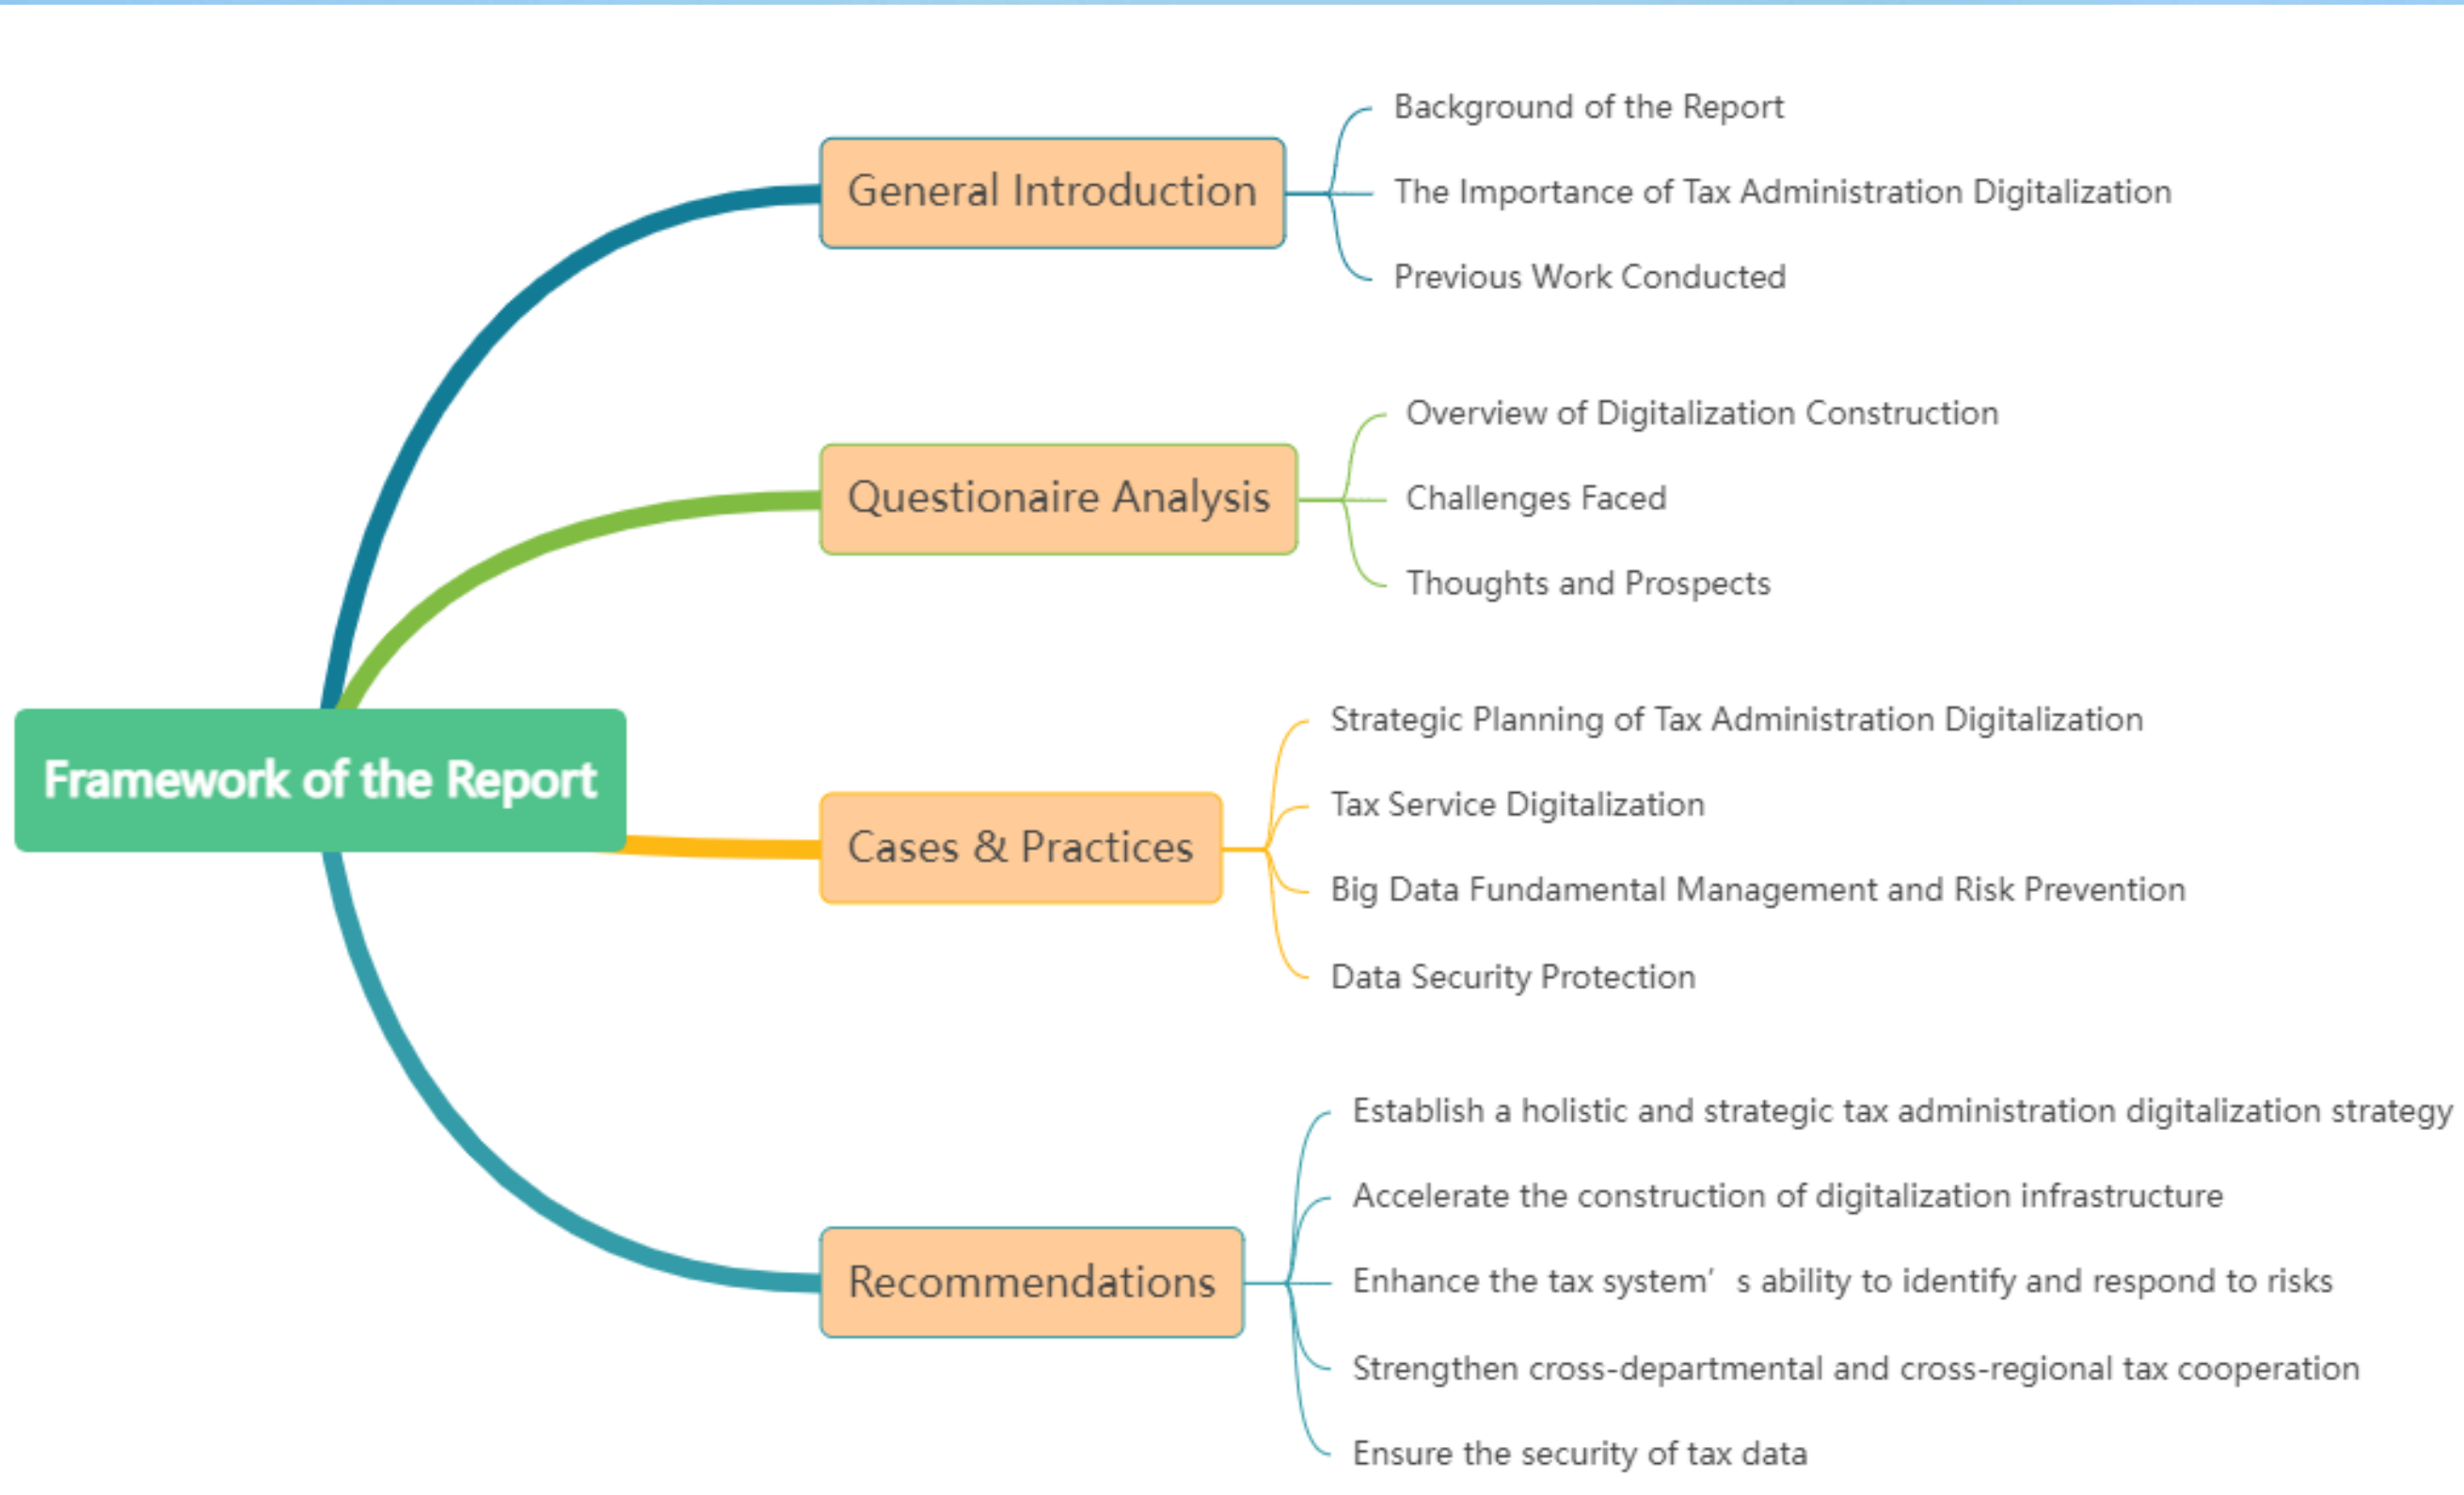 Framework of the Report
General Introduction
Background of the Report
The Importance of Tax Administration Digitalization
Previous Work Conducted
Questionaire Analysis
Overview of Digitalization Construction
Challenges Faced
Thoughts and Prospects
Cases & Practices
Strategic Planning of Tax Administration Digitalization
Tax Service Digitalization
Big Data Fundamental Management and Risk Prevention
Data Security Protection
Recommendations
Establish a holistic and strategic tax administration digitalization strategy
Accelerate the construction of digitalization infrastructure
Enhance the tax system’ s ability to identify and respond to risks
Strengthen cross-departmental and cross-regional tax cooperation
Ensure the security of tax data